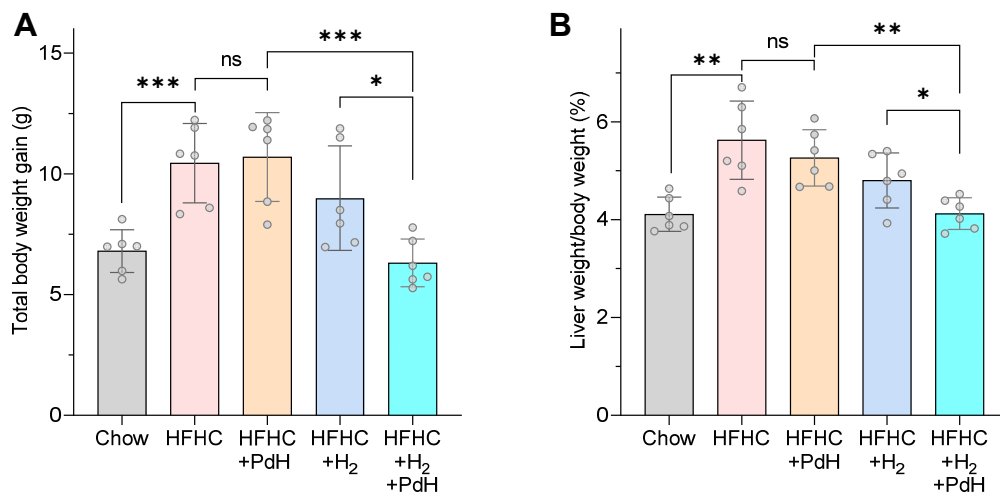 A
Total body weight gain (g)
15
10
5
0
***
ns
***
*
Chow
HFHC
HFHC
+PdH
HFHC
+H₂
HFHC
+H₂
+PdH
B
Liver weight/body weight (%)
6
4
2
0
**
ns
**
*
Chow
HFHC
HFHC
+PdH
HFHC
+H₂
HFHC
+H₂
+PdH